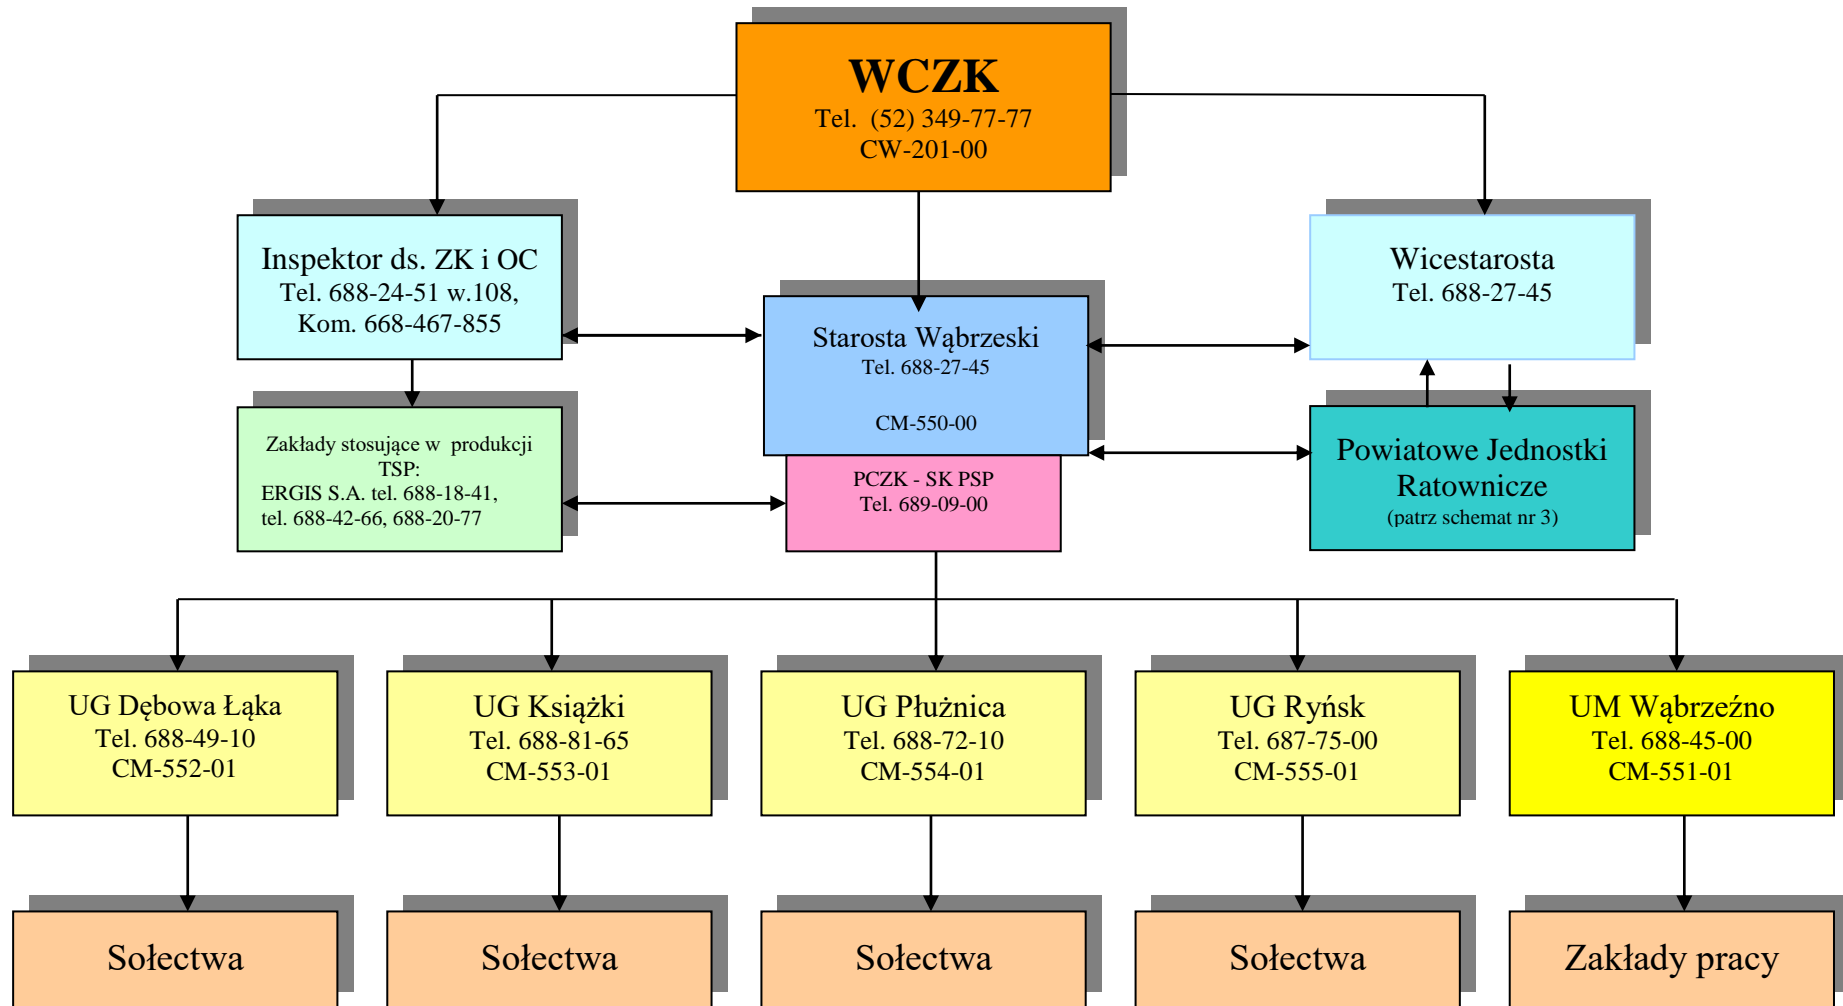 WCZK
Tel. (52) 349-77-77
CW-201-00
Inspektor ds. ZK i OC
Tel. 688-24-51 w.108,
Kom. 668-467-855
Starosta Wąbrzeski
Tel. 688-27-45
CM-550-00
Wicestarosta
Tel. 688-27-45
Zakłady stosujące w produkcji
TSP:
ERGIS S.A. tel. 688-18-41,
tel. 688-42-66, 688-20-77
PCZK - SK PSP
Tel. 689-09-00
Powiatowe Jednostki
Ratownicze
(patrz schemat nr 3)
UG Dębowa Łąka
Tel. 688-49-10
CM-552-01
UG Książki
Tel. 688-81-65
CM-553-01
UG Płużnica
Tel. 688-72-10
CM-554-01
UG Ryńsk
Tel. 687-75-00
CM-555-01
UM Wąbrzeźno
Tel. 688-45-00
CM-551-01
Sołectwa
Sołectwa
Sołectwa
Sołectwa
Zakłady pracy